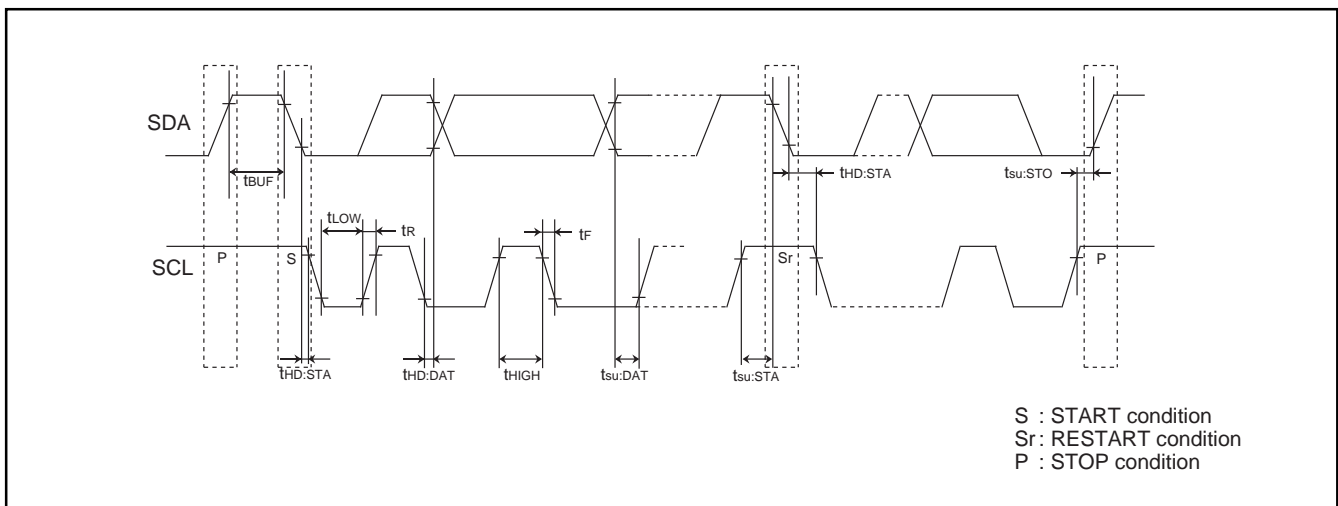 SDA
tBUF
tHD:STA
tsu:STO
tLOW
tR
tF
SCL
P
S
Sr
P
tHD:STA
tHD:DAT
tHIGH
tsu:DAT
tsu:STA
S : START condition
Sr : RESTART condition
P : STOP condition